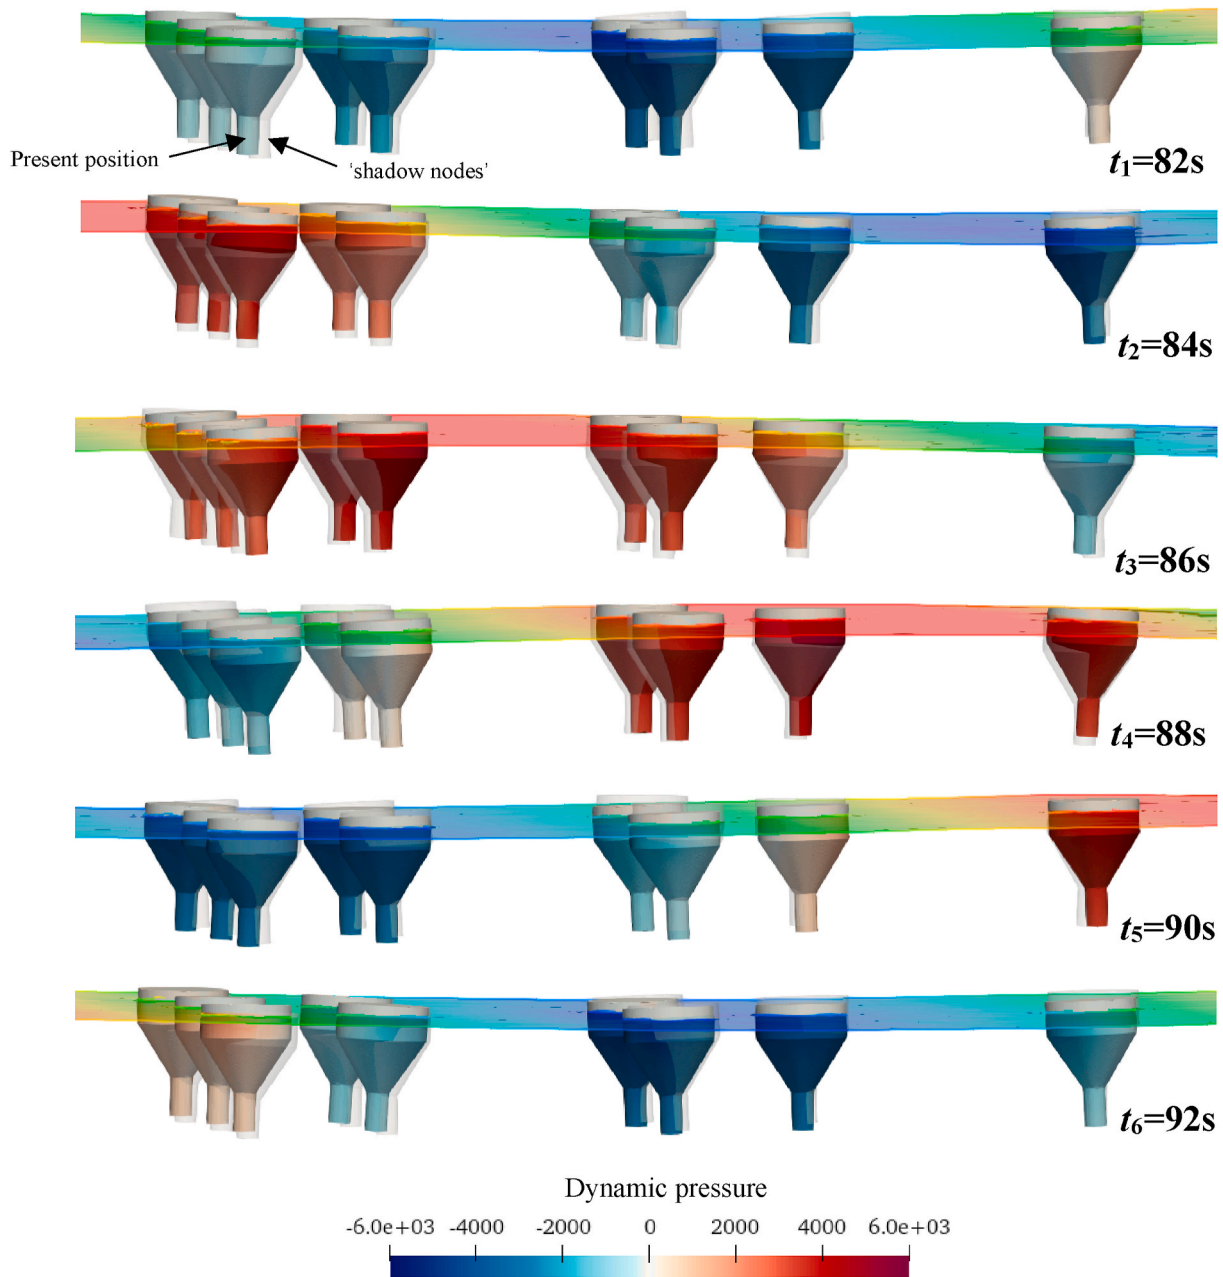 t1=82s
Present position
'shadow nodes'
t2=84s
t3=86s
t4=88s
t5=90s
t6=92s
Dynamic pressure
-6.0e+03 -4000 -2000 0 2000 4000 6.0e+03